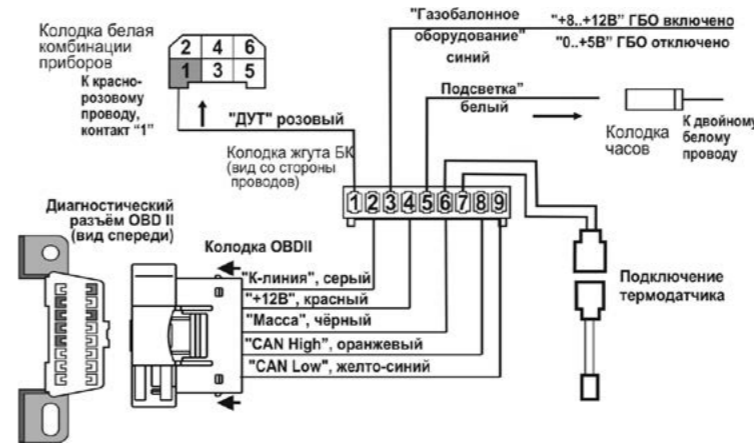 Колодка белая
комбинации
приборов
2 4 6
1 3 5
К красно-
розовому
проводу,
контакт “1”
"ДУТ" розовый
"Газобалонное
оборудование"
синий
"+8..+12В” ГБО включено
"0..+5В” ГБО отключено
Подсветка”
белый
Колодка
часов
К двойному
белому
проводу
Колодка жгута БК
(вид со стороны
проводов)
1 2 3 4 5 6 7 8 9
Диагностический
разъём OBD II
(вид спереди)
Колодка OBDII
"К-линия", серый
"+12В", красный
"Масса", чёрный
"CAN High", оранжевый
"CAN Low", желто-синий
Подключение
термодатчика